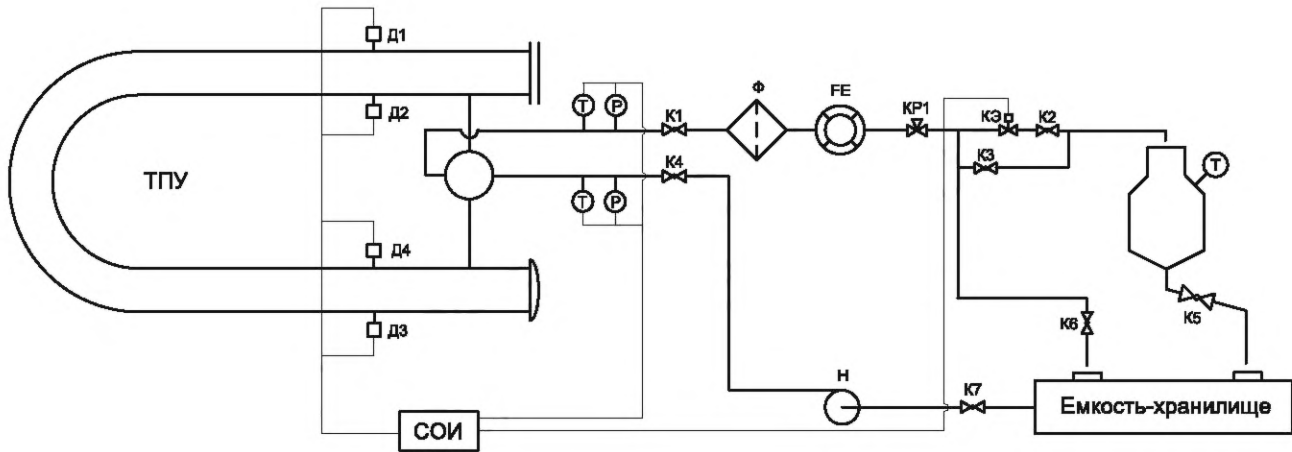 Д1
Д2
ТПУ
Д4
Д3
СОИ
Т
Р
К1
К4
Т
Р
Ф
FE
КР1
КЭ
К2
К3
Т
К5
К6
Н
К7
Емкость-хранилище